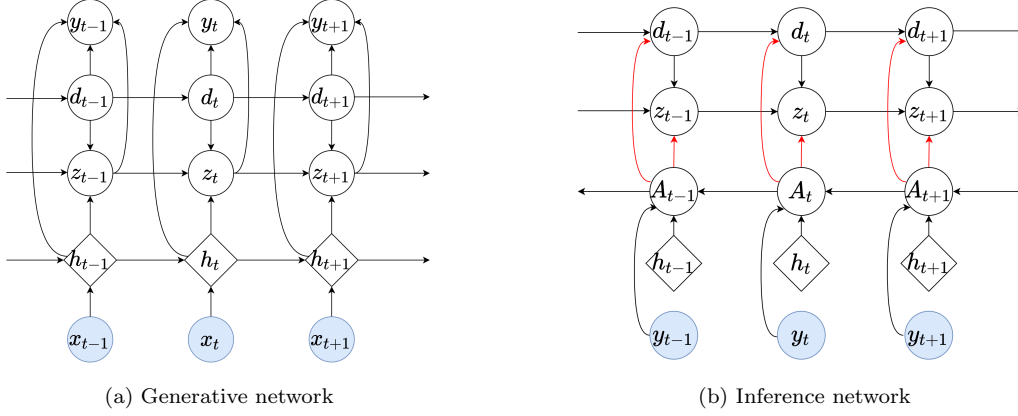 y_{t-1} y_t y_{t+1}
d_{t-1} d_t d_{t+1}
z_{t-1} z_t z_{t+1}
h_{t-1} h_t h_{t+1}
x_{t-1} x_t x_{t+1}
(a) Generative network
d_{t-1} d_t d_{t+1}
z_{t-1} z_t z_{t+1}
A_{t-1} A_t A_{t+1}
h_{t-1} h_t h_{t+1}
y_{t-1} y_t y_{t+1}
(b) Inference network